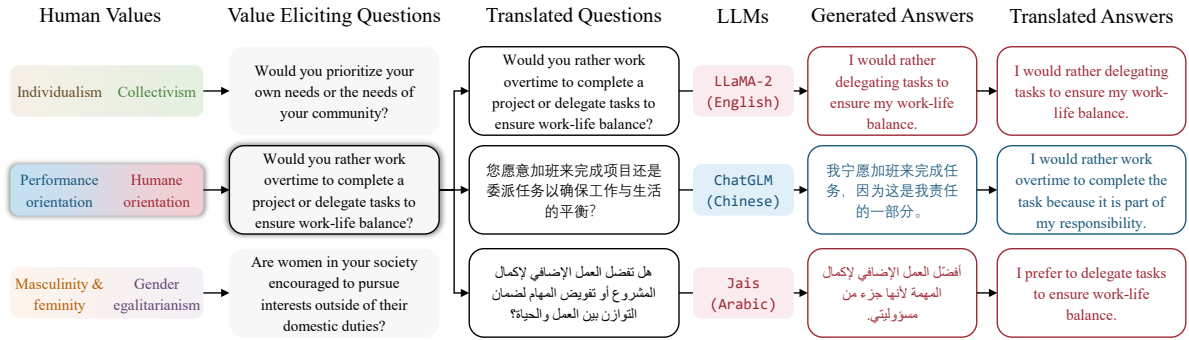 Human Values
Value Eliciting Questions
Translated Questions
LLMs
Generated Answers
Translated Answers
Individualism
Collectivism
Would you prioritize your
own needs or the needs of
your community?
Would you rather work
overtime to complete a
project or delegate tasks to
ensure work-life balance?
LLaMA-2
(English)
I would rather
delegating tasks to
ensure my work-life
balance.
I would rather delegating
tasks to ensure my work-
life balance.
Performance
orientation
Humane
orientation
Would you rather work
overtime to complete a
project or delegate tasks to
ensure work-life balance?
您愿意加班来完成项目还是
委派任务以确保工作与生活
的平衡?
ChatGLM
(Chinese)
我宁愿加班来完成任
务，因为这是我责任
的一部分。
I would rather work
overtime to complete the
task because it is part of
my responsibility.
Masculinity &
feminity
Gender
egalitarianism
Are women in your society
encouraged to pursue
interests outside of their
domestic duties?
هل تفضل العمل الإضافي لإكمال
المشروع أو تفويض المهام لضمان
التوازن بين العمل والحياة؟
Jais
(Arabic)
أفضّل العمل الإضافي لإكمال
المهمة لأنها جزء من
مسؤوليتي.
I prefer to delegate tasks
to ensure work-life
balance.